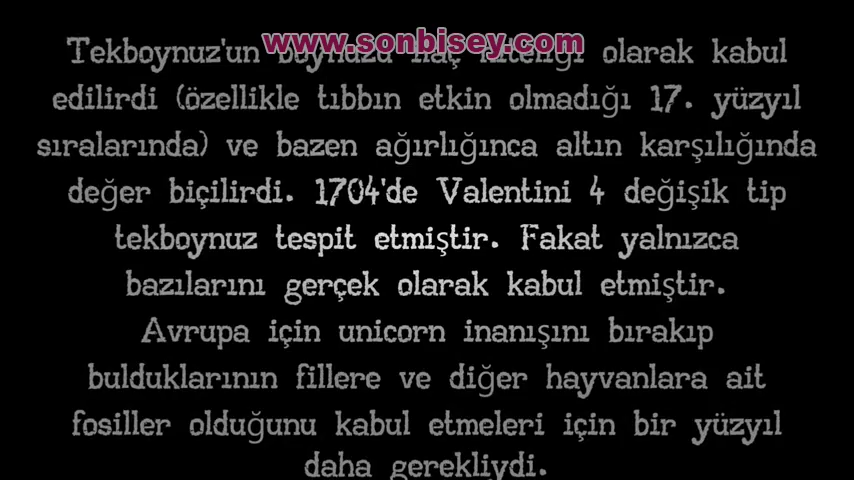 www.sonbisey.com
Tekboynuz'un boynuzu ilaç niteliği olarak kabul
edilirdi (özellikle tıbbın etkin olmadığı 17. yüzyıl
sıralarında) ve bazen ağırlığınca altın karşılığında
değer biçilirdi. 1704'de Valentini 4 değişik tip
tekboynuz tespit etmiştir. Fakat yalnızca
bazılarını gerçek olarak kabul etmiştir.
Avrupa için unicorn inanışını bırakıp
bulduklarının fillere ve diğer hayvanlara ait
fosiller olduğunu kabul etmeleri için bir yüzyıl
daha gerekliydi.